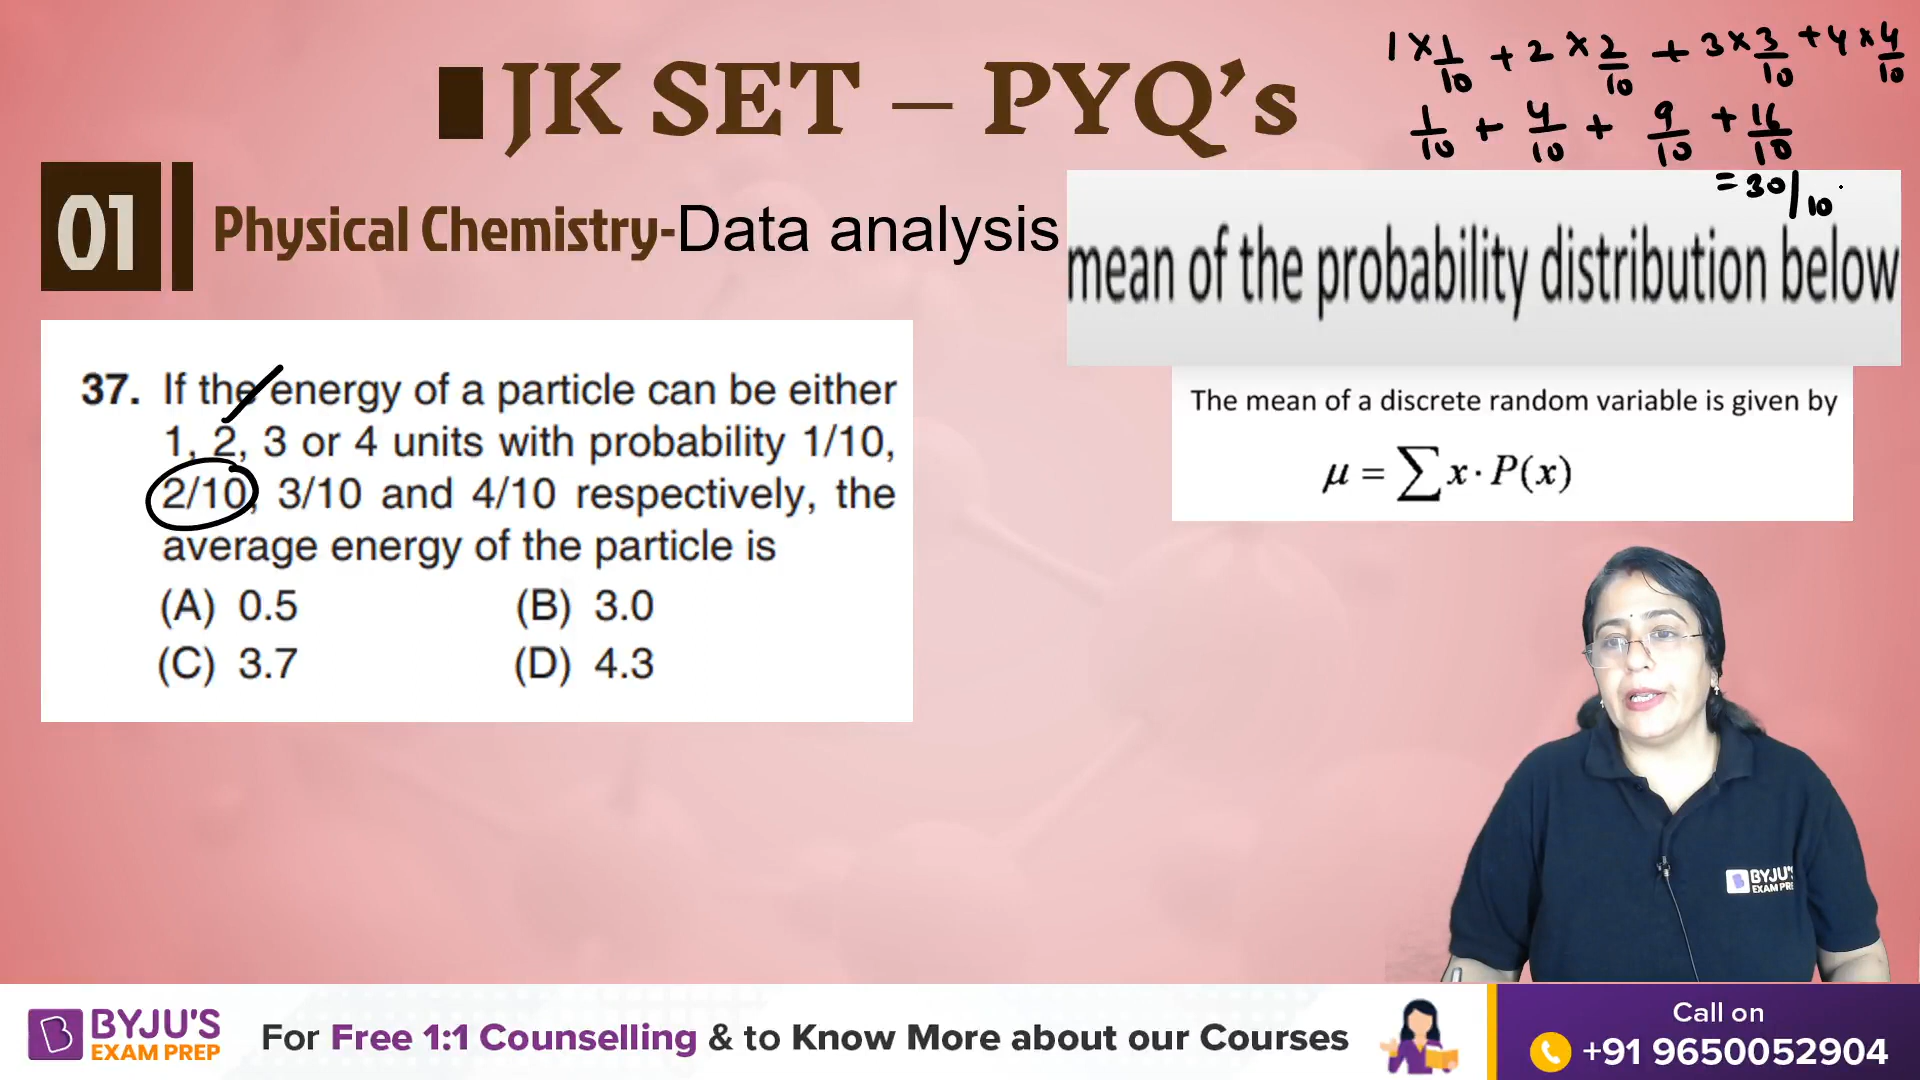 JK SET – PYQ's
1 × 1/10 + 2 × 2/10 + 3 × 3/10 + 4 × 4/10
1/10 + 4/10 + 9/10 + 16/10
= 30/10
01
Physical Chemistry-Data analysis
mean of the probability distribution below
The mean of a discrete random variable is given by
μ = ∑ x · P(x)
37. If the energy of a particle can be either
1, 2, 3 or 4 units with probability 1/10,
2/10, 3/10 and 4/10 respectively, the
average energy of the particle is
(A) 0.5 (B) 3.0
(C) 3.7 (D) 4.3
BYJU'S
EXAM PRE
BYJU'S
EXAM PREP
For Free 1:1 Counselling & to Know More about our Courses
Call on
+91 9650052904